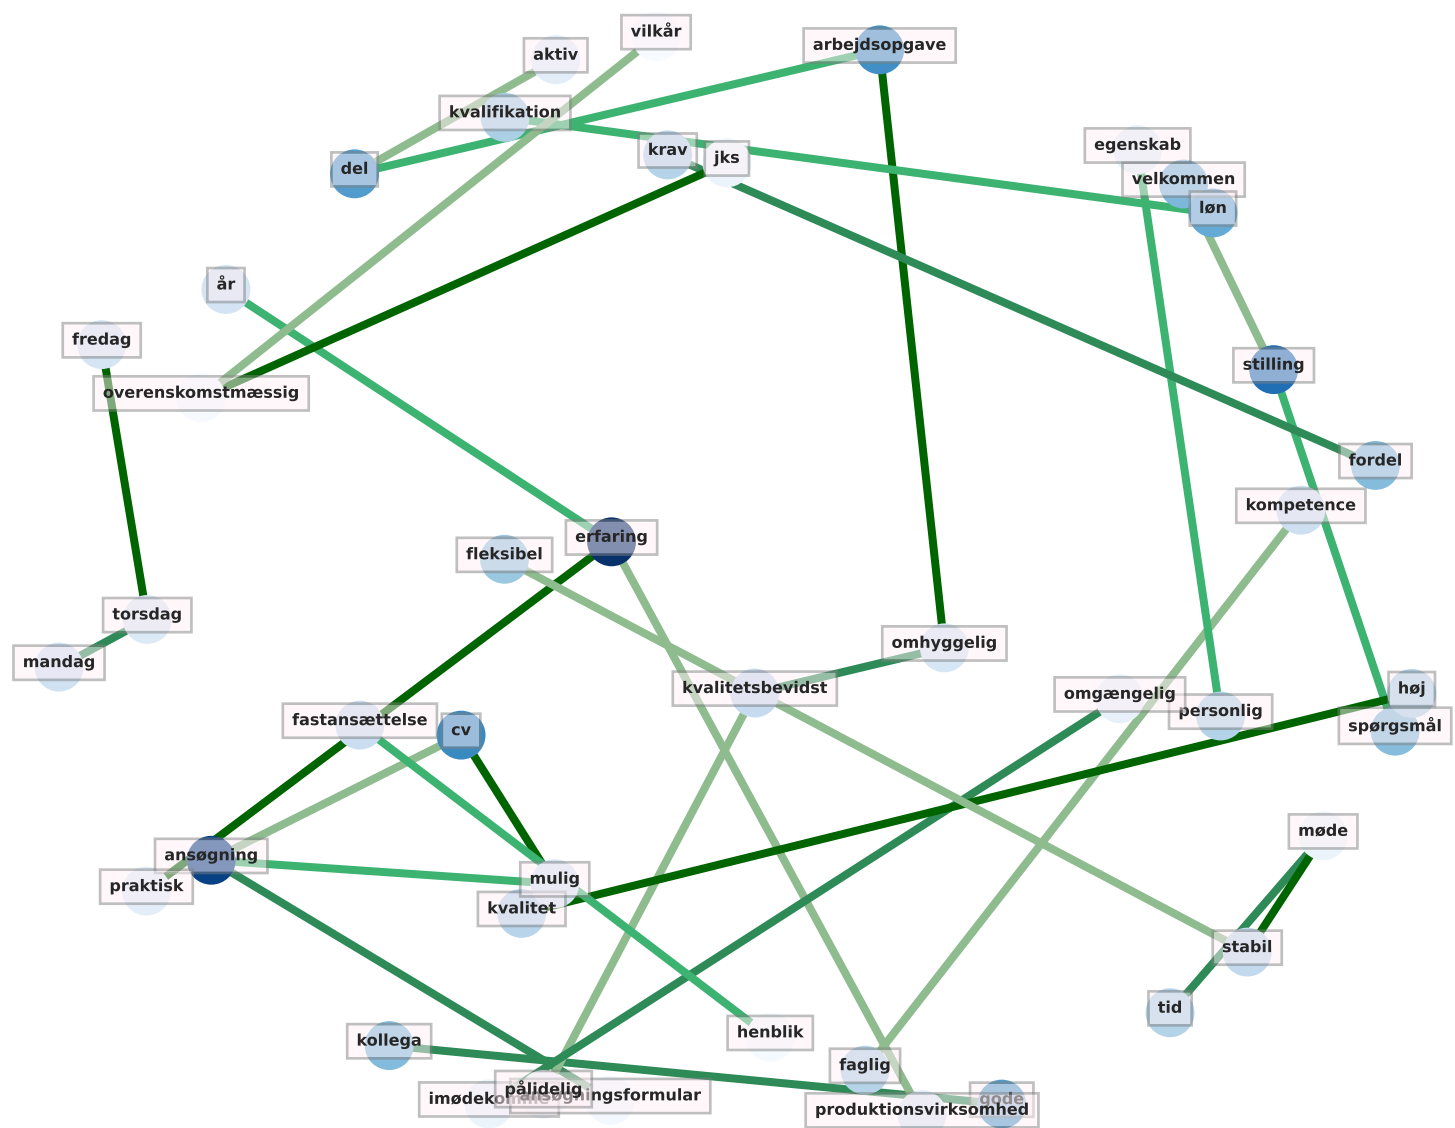 vilkår
arbejdsopgave
aktiv
kvalifikation
egenskab
krav
jks
del
velkommen
løn
år
fredag
stilling
overenskomstmæssig
fordel
kompetence
erfaring
fleksibel
torsdag
omhyggelig
mandag
kvalitetsbevidst
høj
omgængelig
personlig
fastansættelse
spørgsmål
cv
møde
ansøgning
mulig
praktisk
kvalitet
stabil
tid
henblik
kollega
faglig
pålidelig
ansøgningsformular
gode
produktionsvirksomhed